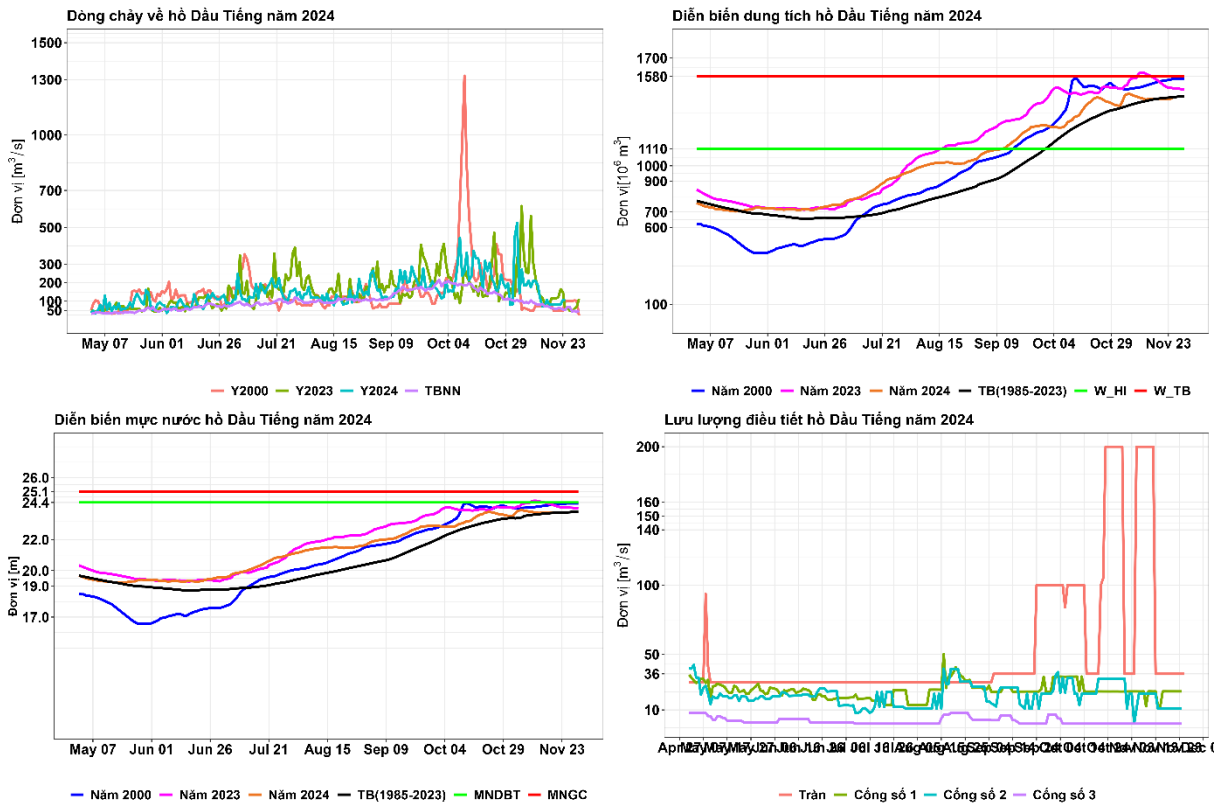 Dòng chảy về hồ Dầu Tiếng năm 2024
Đơn vị [m³/s]
1500
1300
1000
700
500
300
200
100
50
May 07 Jun 01 Jun 26 Jul 21 Aug 15 Sep 09 Oct 04 Oct 29 Nov 23
Y2000 Y2023 Y2024 TBNN
Diễn biến dung tích hồ Dầu Tiếng năm 2024
Đơn vị[10⁶ m³]
1700
1580
1110
1000
900
700
600
100
May 07 Jun 01 Jun 26 Jul 21 Aug 15 Sep 09 Oct 04 Oct 29 Nov 23
Năm 2000 Năm 2023 Năm 2024 TB(1985-2023) W_HI W_TB
Diễn biến mực nước hồ Dầu Tiếng năm 2024
Đơn vị [m]
26.0
25.1
24.4
22.0
20.0
19.0
17.0
May 07 Jun 01 Jun 26 Jul 21 Aug 15 Sep 09 Oct 04 Oct 29 Nov 23
Năm 2000 Năm 2023 Năm 2024 TB(1985-2023) MNDBT MNGC
Lưu lượng điều tiết hồ Dầu Tiếng năm 2024
Đơn vị [m³/s]
200
160
150
140
100
50
36
10
Tràn Cống số 1 Cống số 2 Cống số 3